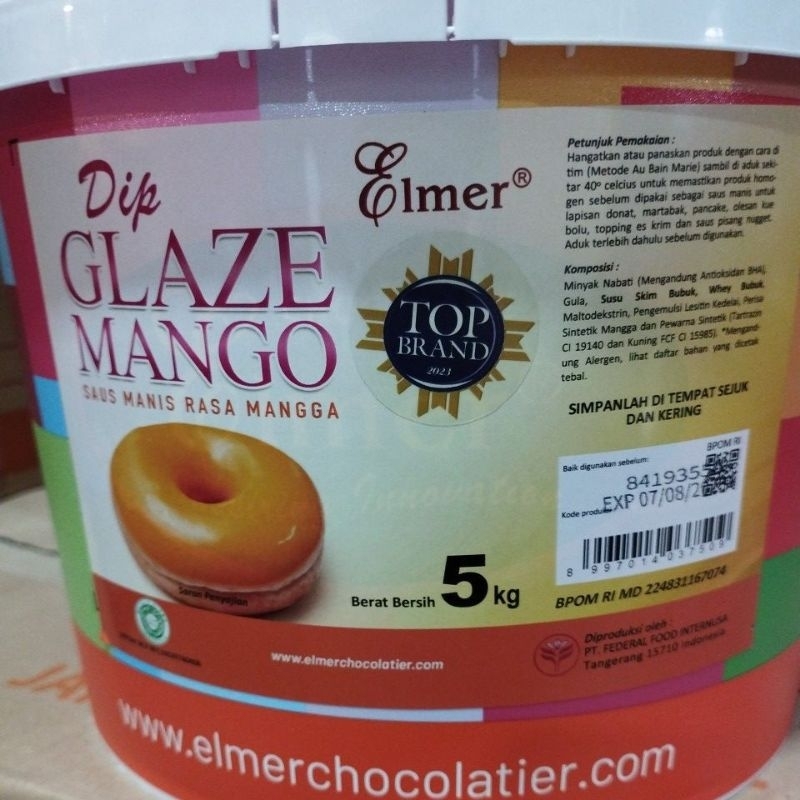 Dip
GLAZE
MANGO
SAUS MANIS RASA MANGGA
Elmer®
TOP
BRAND
2023
Petunjuk Pemakaian :
Hangatkan atau panaskan produk dengan cara di
tim (Metode Au Bain Marie) sambil di aduk seki-
tar 40º celcius untuk memastikan produk homo-
gen sebelum dipakai sebagai saus manis untuk
lapisan donat, martabak, pancake, olesan kue
bolu, topping es krim dan saus pisang nugget.
Aduk terlebih dahulu sebelum digunakan.
Komposisi :
Minyak Nabati (Mengandung Antioksidan BHA),
Gula, Susu Skim Bubuk, Whey Bubuk,
Maltodekstrin, Pengemulsi Lesitin Kedelai, Perisa
Sintetik Mangga dan Pewarna Sintetik (Tartrazin
CI 19140 dan Kuning FCF CI 15985). *Mengand-
ung Alergen, lihat daftar bahan yang dicetak
tebal.
SIMPANLAH DI TEMPAT SEJUK
DAN KERING
BPOM RI
Baik digunakan sebelum:
841935
EXP 07/08/2
Kode
8 997014 037509
BPOM RI MD 224831167074
Saran Penyajian
Berat Bersih 5 kg
www.elmerchocolatier.com
Diproduksi oleh :
PT. FEDERAL FOOD INTERNUSA
Tangerang 15710 Indonesia
www.elmerchocolatier.com